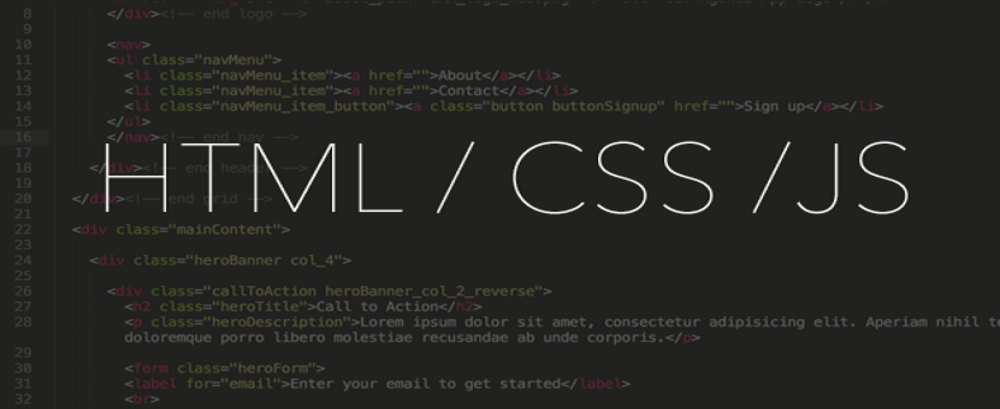 8 </div><!-- end logo -->
9
10 <nav>
11 <ul class="navMenu">
12 <li class="navMenu_item"><a href="">About</a></li>
13 <li class="navMenu_item"><a href="">Contact</a></li>
14 <li class="navMenu_item_button"><a class="button buttonSignup" href="">Sign up</a></li>
15 </ul>
16 </nav><!-- end nav -->
HTML / CSS / JS
17
18 </div><!-- end header -->
19
20 </div><!-- end grid -->
21
22 <div class="mainContent">
23
24 <div class="heroBanner col_4">
25
26 <div class="callToAction heroBanner_col_2_reverse">
27 <h2 class="heroTitle">Call to Action</h2>
28 <p class="heroDescription">Lorem ipsum dolor sit amet, consectetur adipisicing elit. Aperiam nihil
doloremque porro libero molestiae recusandae ab unde corporis.</p>
29
30 <form class="heroForm">
31 <label for="email">Enter your email to get started</label>
32 <br>